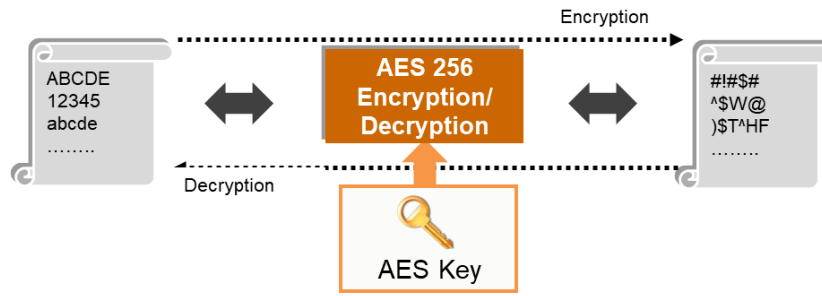 Encryption
ABCDE
12345
abcde
……..
AES 256
Encryption/
Decryption
#!#$#
^$W@
)$T^HF
……..
Decryption
AES Key